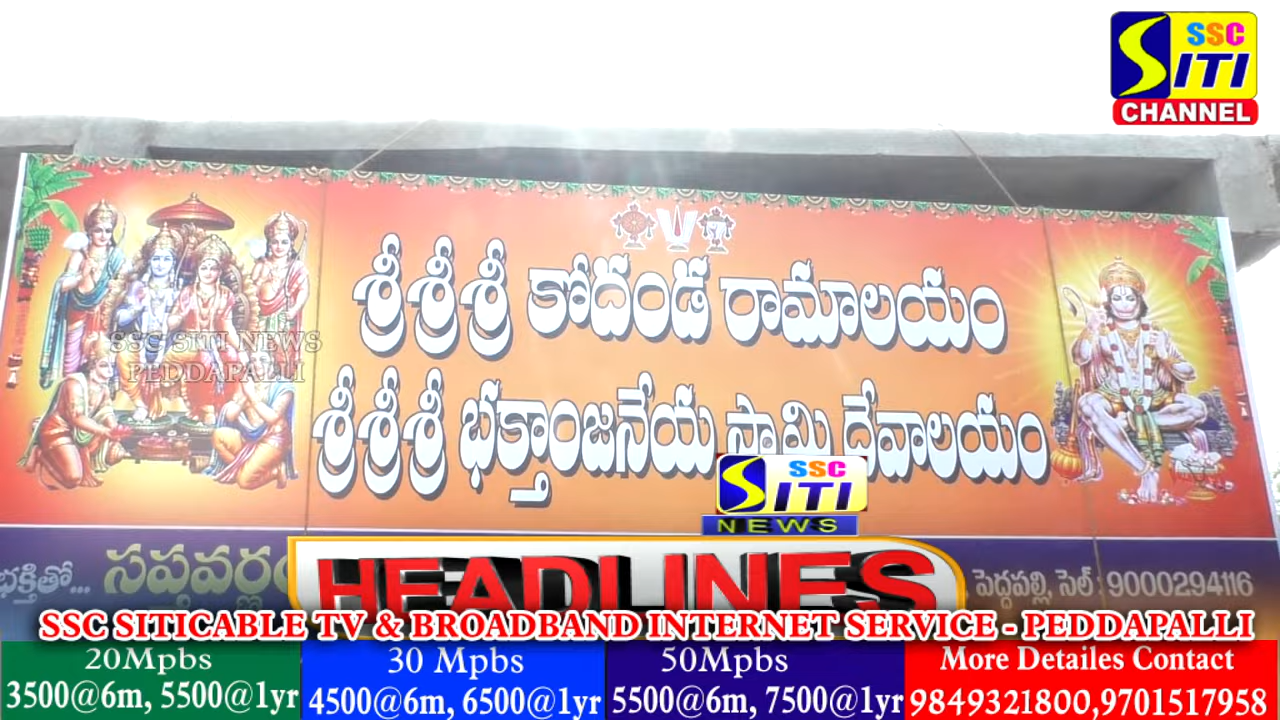 SSC
SITI
CHANNEL
శ్రీశ్రీశ్రీ కోదండ రామాలయం
SSC SITI NEWS
PEDDAPALLI
శ్రీశ్రీశ్రీ భక్తాంజనేయ స్వామి దేవాలయం
SSC
SITI
NEWS
భక్తితో... సప్తవర్ణ
పెద్దపల్లి, సెల్ : 9000294116
HEADLINES
SSC SITICABLE TV & BROADBAND INTERNET SERVICE - PEDDAPALLI
20Mpbs
3500@6m, 5500@1yr
30 Mpbs
4500@6m, 6500@1yr
50Mpbs
5500@6m, 7500@1yr
More Detailes Contact
9849321800,9701517958